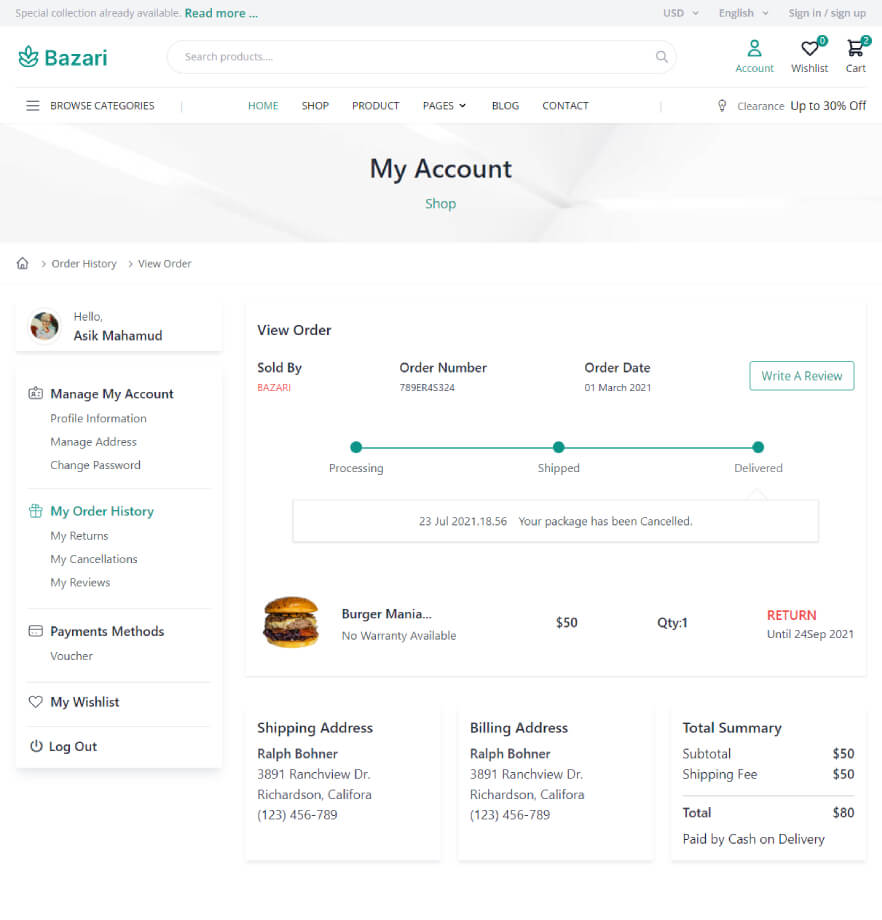 Special collection already available. Read more ...
USD
English
Sign in / sign up
Bazari
Search products....
Account
0
Wishlist
2
Cart
BROWSE CATEGORIES
HOME
SHOP
PRODUCT
PAGES
BLOG
CONTACT
Clearance Up to 30% Off
My Account
Shop
> Order History > View Order
Hello,
Asik Mahamud
Manage My Account
Profile Information
Manage Address
Change Password
My Order History
My Returns
My Cancellations
My Reviews
Payments Methods
Voucher
My Wishlist
Log Out
View Order
Sold By
BAZARI
Order Number
789ER4S324
Order Date
01 March 2021
Write A Review
Processing
Shipped
Delivered
23 Jul 2021.18.56 Your package has been Cancelled.
Burger Mania...
No Warranty Available
$50
Qty:1
RETURN
Until 24Sep 2021
Shipping Address
Ralph Bohner
3891 Ranchview Dr.
Richardson, Califora
(123) 456-789
Billing Address
Ralph Bohner
3891 Ranchview Dr.
Richardson, Califora
(123) 456-789
Total Summary
Subtotal $50
Shipping Fee $50
Total $80
Paid by Cash on Delivery